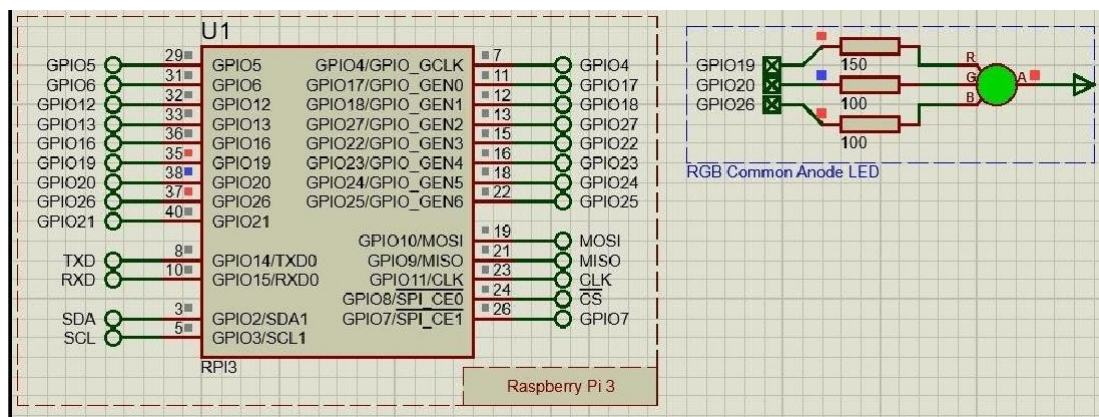 U1
GPIO5 29 GPIO5 GPIO4/GPIO_GCLK 7 GPIO4
GPIO6 31 GPIO6 GPIO17/GPIO_GEN0 11 GPIO17
GPIO12 32 GPIO12 GPIO18/GPIO_GEN1 12 GPIO18
GPIO13 33 GPIO13 GPIO27/GPIO_GEN2 13 GPIO27
GPIO16 36 GPIO16 GPIO22/GPIO_GEN3 15 GPIO22
GPIO19 35 GPIO19 GPIO23/GPIO_GEN4 16 GPIO23
GPIO20 38 GPIO20 GPIO24/GPIO_GEN5 18 GPIO24
GPIO26 37 GPIO26 GPIO25/GPIO_GEN6 22 GPIO25
GPIO21 40 GPIO21
GPIO10/MOSI 19 MOSI
TXD 8 GPIO14/TXD0 GPIO9/MISO 21 MISO
RXD 10 GPIO15/RXD0 GPIO11/CLK 23 CLK
GPIO8/SPI_CE0 24 CS
SDA 3 GPIO2/SDA1 GPIO7/SPI_CE1 26 GPIO7
SCL 5 GPIO3/SCL1
RPI3
Raspberry Pi 3
GPIO19 150 R
GPIO20 100 G A
GPIO26 100 B
RGB Common Anode LED